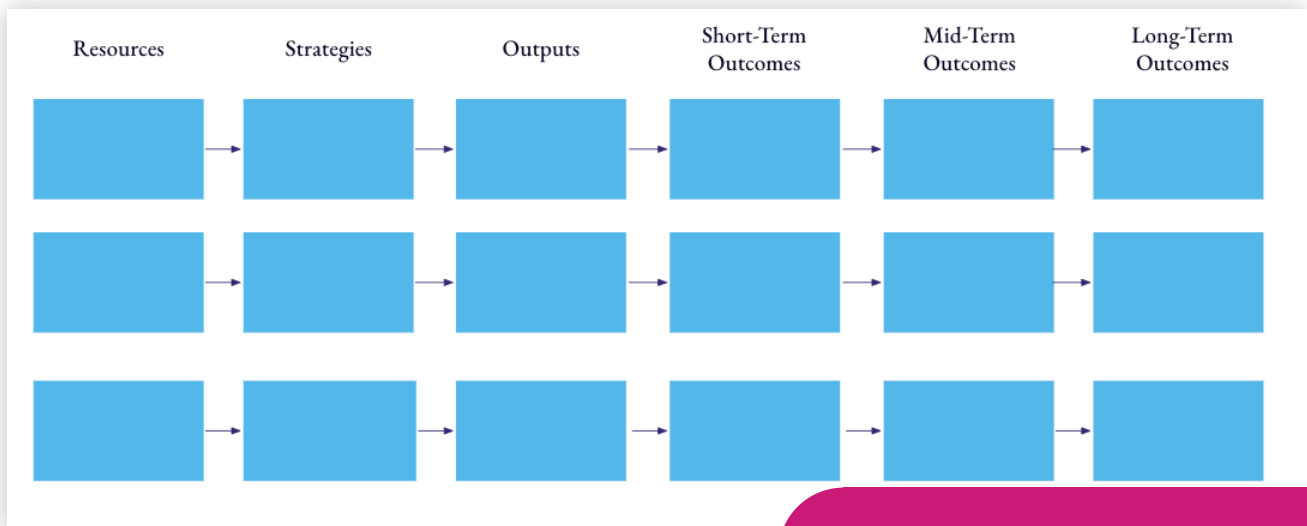 Resources
Strategies
Outputs
Short-Term
Outcomes
Mid-Term
Outcomes
Long-Term
Outcomes